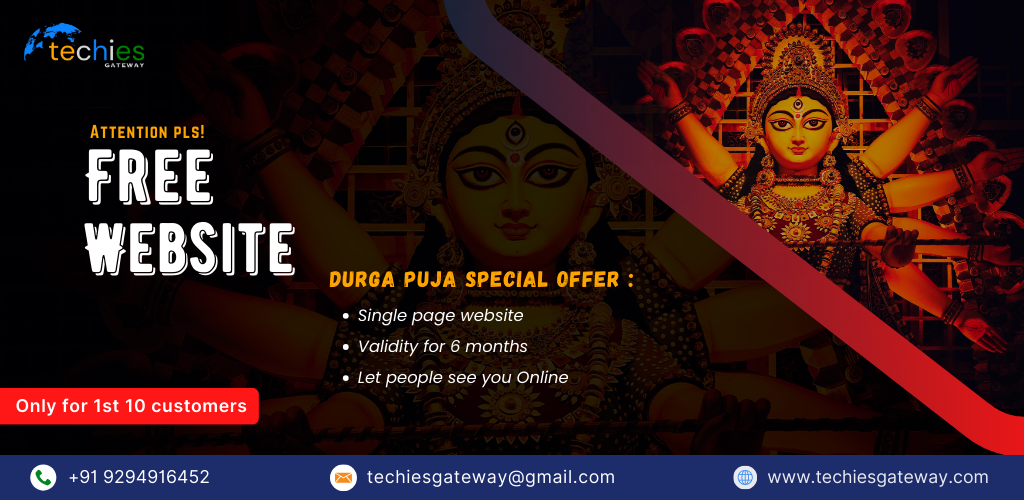 techies
GATEWAY
ATTENTION PLS!
FREE
WEBSITE
DURGA PUJA SPECIAL OFFER :
• Single page website
• Validity for 6 months
• Let people see you Online
Only for 1st 10 customers
+91 9294916452
techiesgateway@gmail.com
www.techiesgateway.com